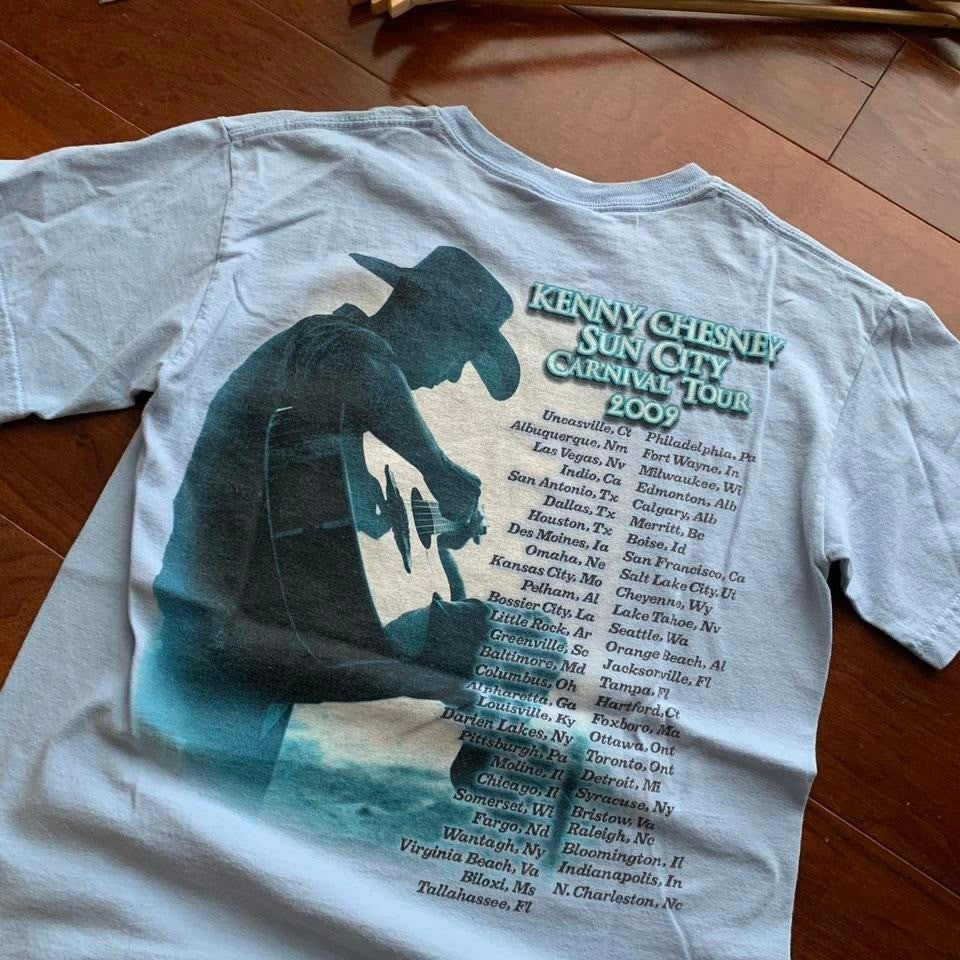 KENNY CHESNEY
SUN CITY
CARNIVAL TOUR
2009
Uncasville, Ct
Albuquerque, Nm
Las Vegas, Nv
Indio, Ca
San Antonio, Tx
Dallas, Tx
Houston, Tx
Des Moines, Ia
Omaha, Ne
Kansas City, Mo
Pelham, Al
Bossier City, La
Little Rock, Ar
Greenville, Sc
Baltimore, Md
Columbus, Oh
Alpharetta, Ga
Louisville, Ky
Darien Lakes, Ny
Pittsburgh, Pa
Moline, Il
Chicago, Il
Somerset, Wi
Fargo, Nd
Wantagh, Ny
Virginia Beach, Va
Biloxi, Ms
Tallahassee, Fl
Philadelphia, Pa
Fort Wayne, In
Milwaukee, Wi
Edmonton, Alb
Calgary, Alb
Merritt, Bc
Boise, Id
San Francisco, Ca
Salt Lake City, Ut
Cheyenne, Wy
Lake Tahoe, Nv
Seattle, Wa
Orange Beach, Al
Jacksonville, Fl
Tampa, Fl
Hartford, Ct
Foxboro, Ma
Ottawa, Ont
Toronto, Ont
Detroit, Mi
Syracuse, Ny
Bristow, Va
Raleigh, Nc
Bloomington, Il
Indianapolis, In
N. Charleston, Nc